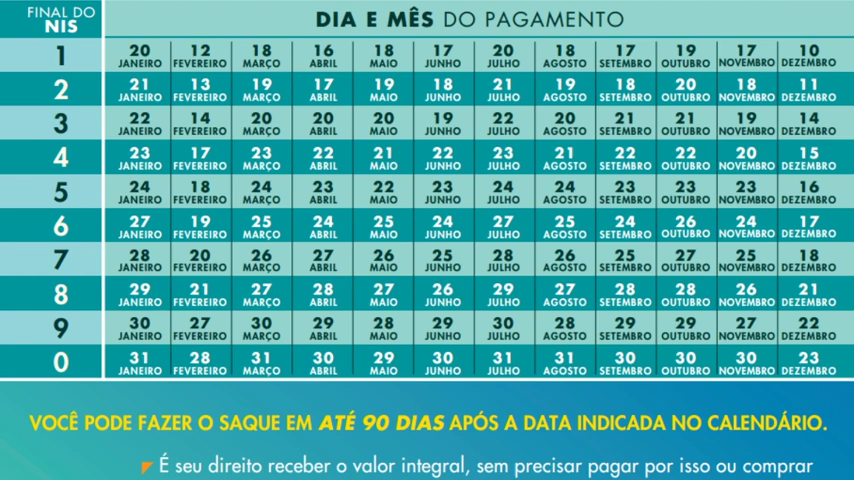 FINAL DO
NIS
DIA E MÊS DO PAGAMENTO
1 20 12 18 16 18 17 20 18 17 19 17 10
JANEIRO FEVEREIRO MARÇO ABRIL MAIO JUNHO JULHO AGOSTO SETEMBRO OUTUBRO NOVEMBRO DEZEMBRO
2 21 13 19 17 19 18 21 19 18 20 18 11
JANEIRO FEVEREIRO MARÇO ABRIL MAIO JUNHO JULHO AGOSTO SETEMBRO OUTUBRO NOVEMBRO DEZEMBRO
3 22 14 20 20 20 19 22 20 21 21 19 14
JANEIRO FEVEREIRO MARÇO ABRIL MAIO JUNHO JULHO AGOSTO SETEMBRO OUTUBRO NOVEMBRO DEZEMBRO
4 23 17 23 22 21 22 23 21 22 22 20 15
JANEIRO FEVEREIRO MARÇO ABRIL MAIO JUNHO JULHO AGOSTO SETEMBRO OUTUBRO NOVEMBRO DEZEMBRO
5 24 18 24 23 22 23 24 24 23 23 23 16
JANEIRO FEVEREIRO MARÇO ABRIL MAIO JUNHO JULHO AGOSTO SETEMBRO OUTUBRO NOVEMBRO DEZEMBRO
6 27 19 25 24 25 24 27 25 24 26 24 17
JANEIRO FEVEREIRO MARÇO ABRIL MAIO JUNHO JULHO AGOSTO SETEMBRO OUTUBRO NOVEMBRO DEZEMBRO
7 28 20 26 27 26 25 28 26 25 27 25 18
JANEIRO FEVEREIRO MARÇO ABRIL MAIO JUNHO JULHO AGOSTO SETEMBRO OUTUBRO NOVEMBRO DEZEMBRO
8 29 21 27 28 27 26 29 27 28 28 26 21
JANEIRO FEVEREIRO MARÇO ABRIL MAIO JUNHO JULHO AGOSTO SETEMBRO OUTUBRO NOVEMBRO DEZEMBRO
9 30 27 30 29 28 29 30 28 29 29 27 22
JANEIRO FEVEREIRO MARÇO ABRIL MAIO JUNHO JULHO AGOSTO SETEMBRO OUTUBRO NOVEMBRO DEZEMBRO
0 31 28 31 30 29 30 31 31 30 30 30 23
JANEIRO FEVEREIRO MARÇO ABRIL MAIO JUNHO JULHO AGOSTO SETEMBRO OUTUBRO NOVEMBRO DEZEMBRO
VOCÊ PODE FAZER O SAQUE EM ATÉ 90 DIAS APÓS A DATA INDICADA NO CALENDÁRIO.
É seu direito receber o valor integral, sem precisar pagar por isso ou comprar